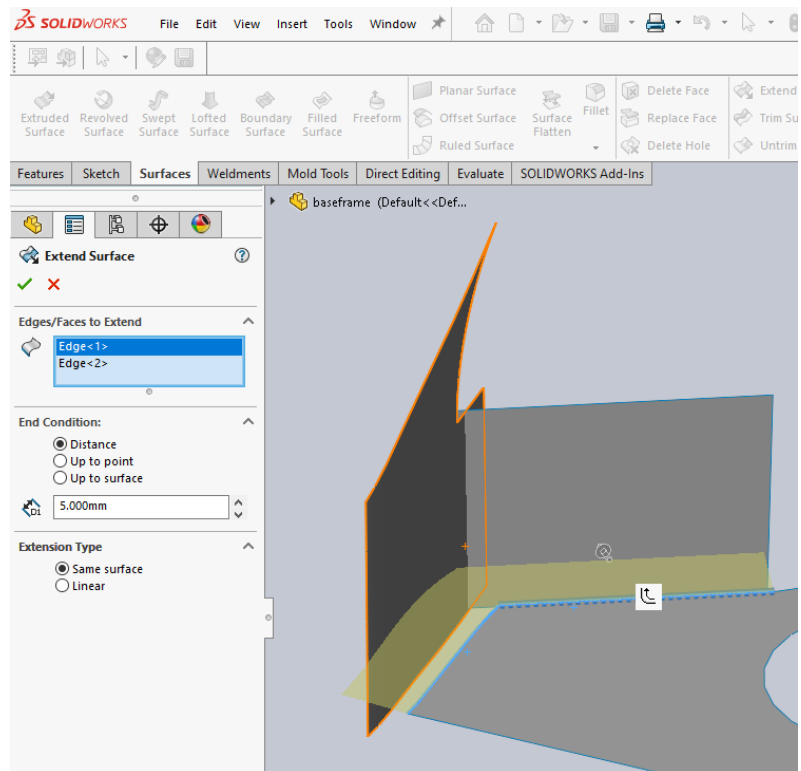 SOLIDWORKS File Edit View Insert Tools Window
Extruded Surface
Revolved Surface
Swept Surface
Lofted Surface
Boundary Surface
Filled Surface
Freeform
Planar Surface
Offset Surface
Ruled Surface
Surface Flatten
Fillet
Delete Face
Replace Face
Delete Hole
Extend
Trim Su
Untrim
Features Sketch Surfaces Weldments Mold Tools Direct Editing Evaluate SOLIDWORKS Add-Ins
baseframe (Default<<Def...
Extend Surface
Edges/Faces to Extend
Edge<1>
Edge<2>
End Condition:
Distance
Up to point
Up to surface
D1
5.000mm
Extension Type
Same surface
Linear